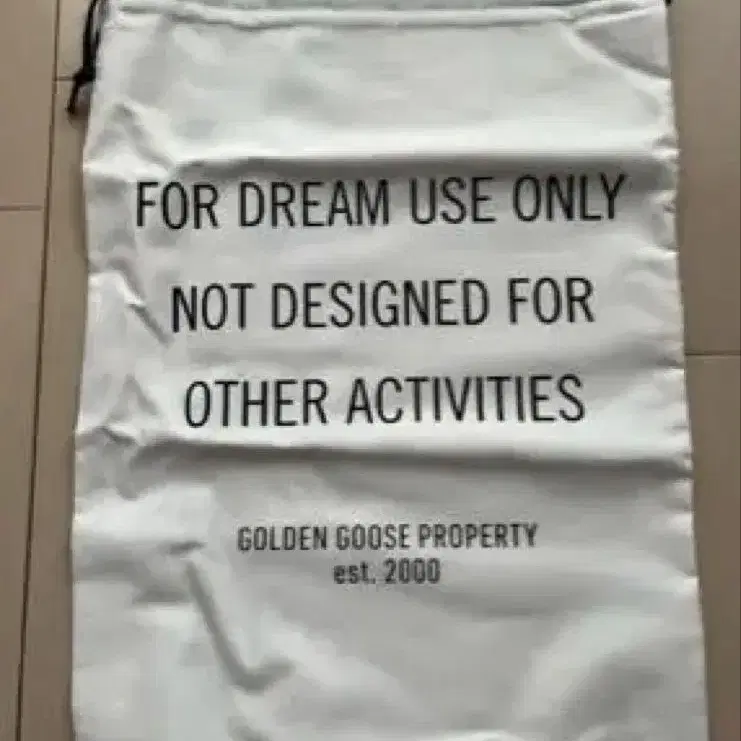 FOR DREAM USE ONLY
NOT DESIGNED FOR
OTHER ACTIVITIES
GOLDEN GOOSE PROPERTY
est. 2000